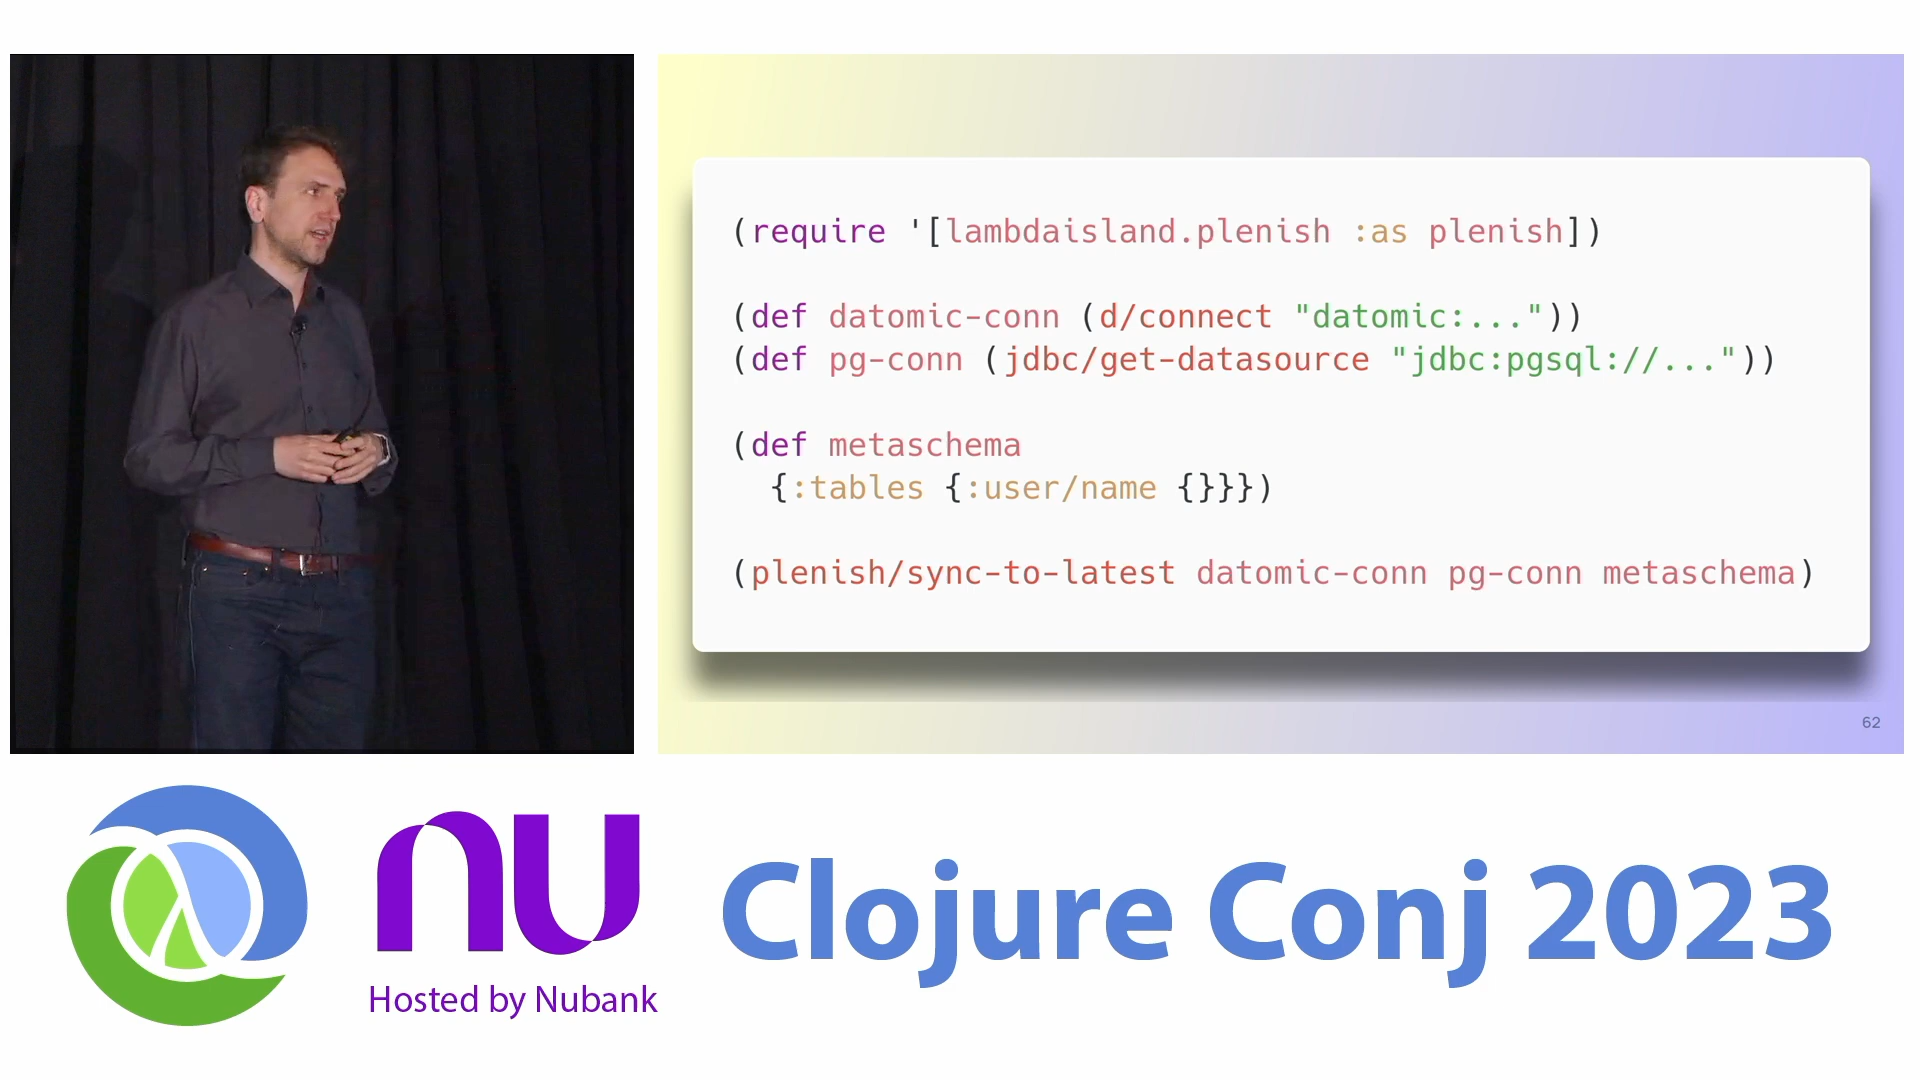 (require '[lambdaisland.plenish :as plenish])
(def datomic-conn (d/connect "datomic:..."))
(def pg-conn (jdbc/get-datasource "jdbc:pgsql://..."))
(def metaschema
{:tables {:user/name {}}})
(plenish/sync-to-latest datomic-conn pg-conn metaschema)
62
nu
Hosted by Nubank
Clojure Conj 2023